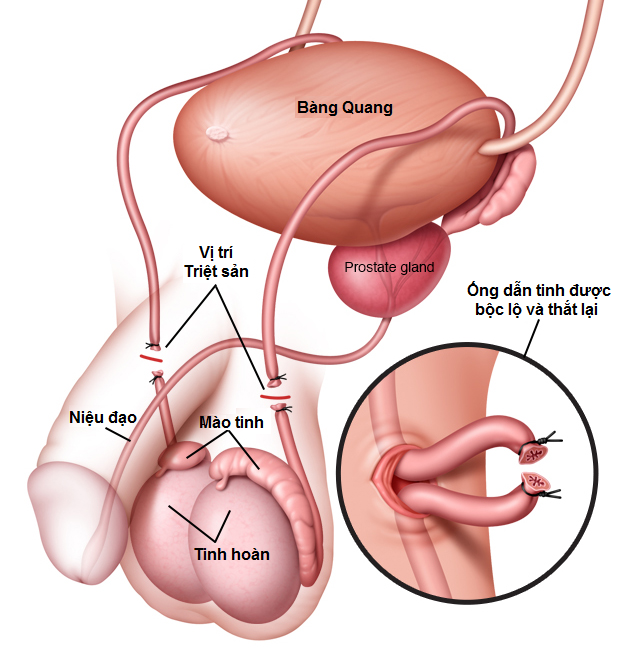 Bàng Quang
Vị trí
Triệt sản
Prostate gland
Ống dẫn tinh được
bộc lộ và thắt lại
Niệu đạo
Mào tinh
Tinh hoàn